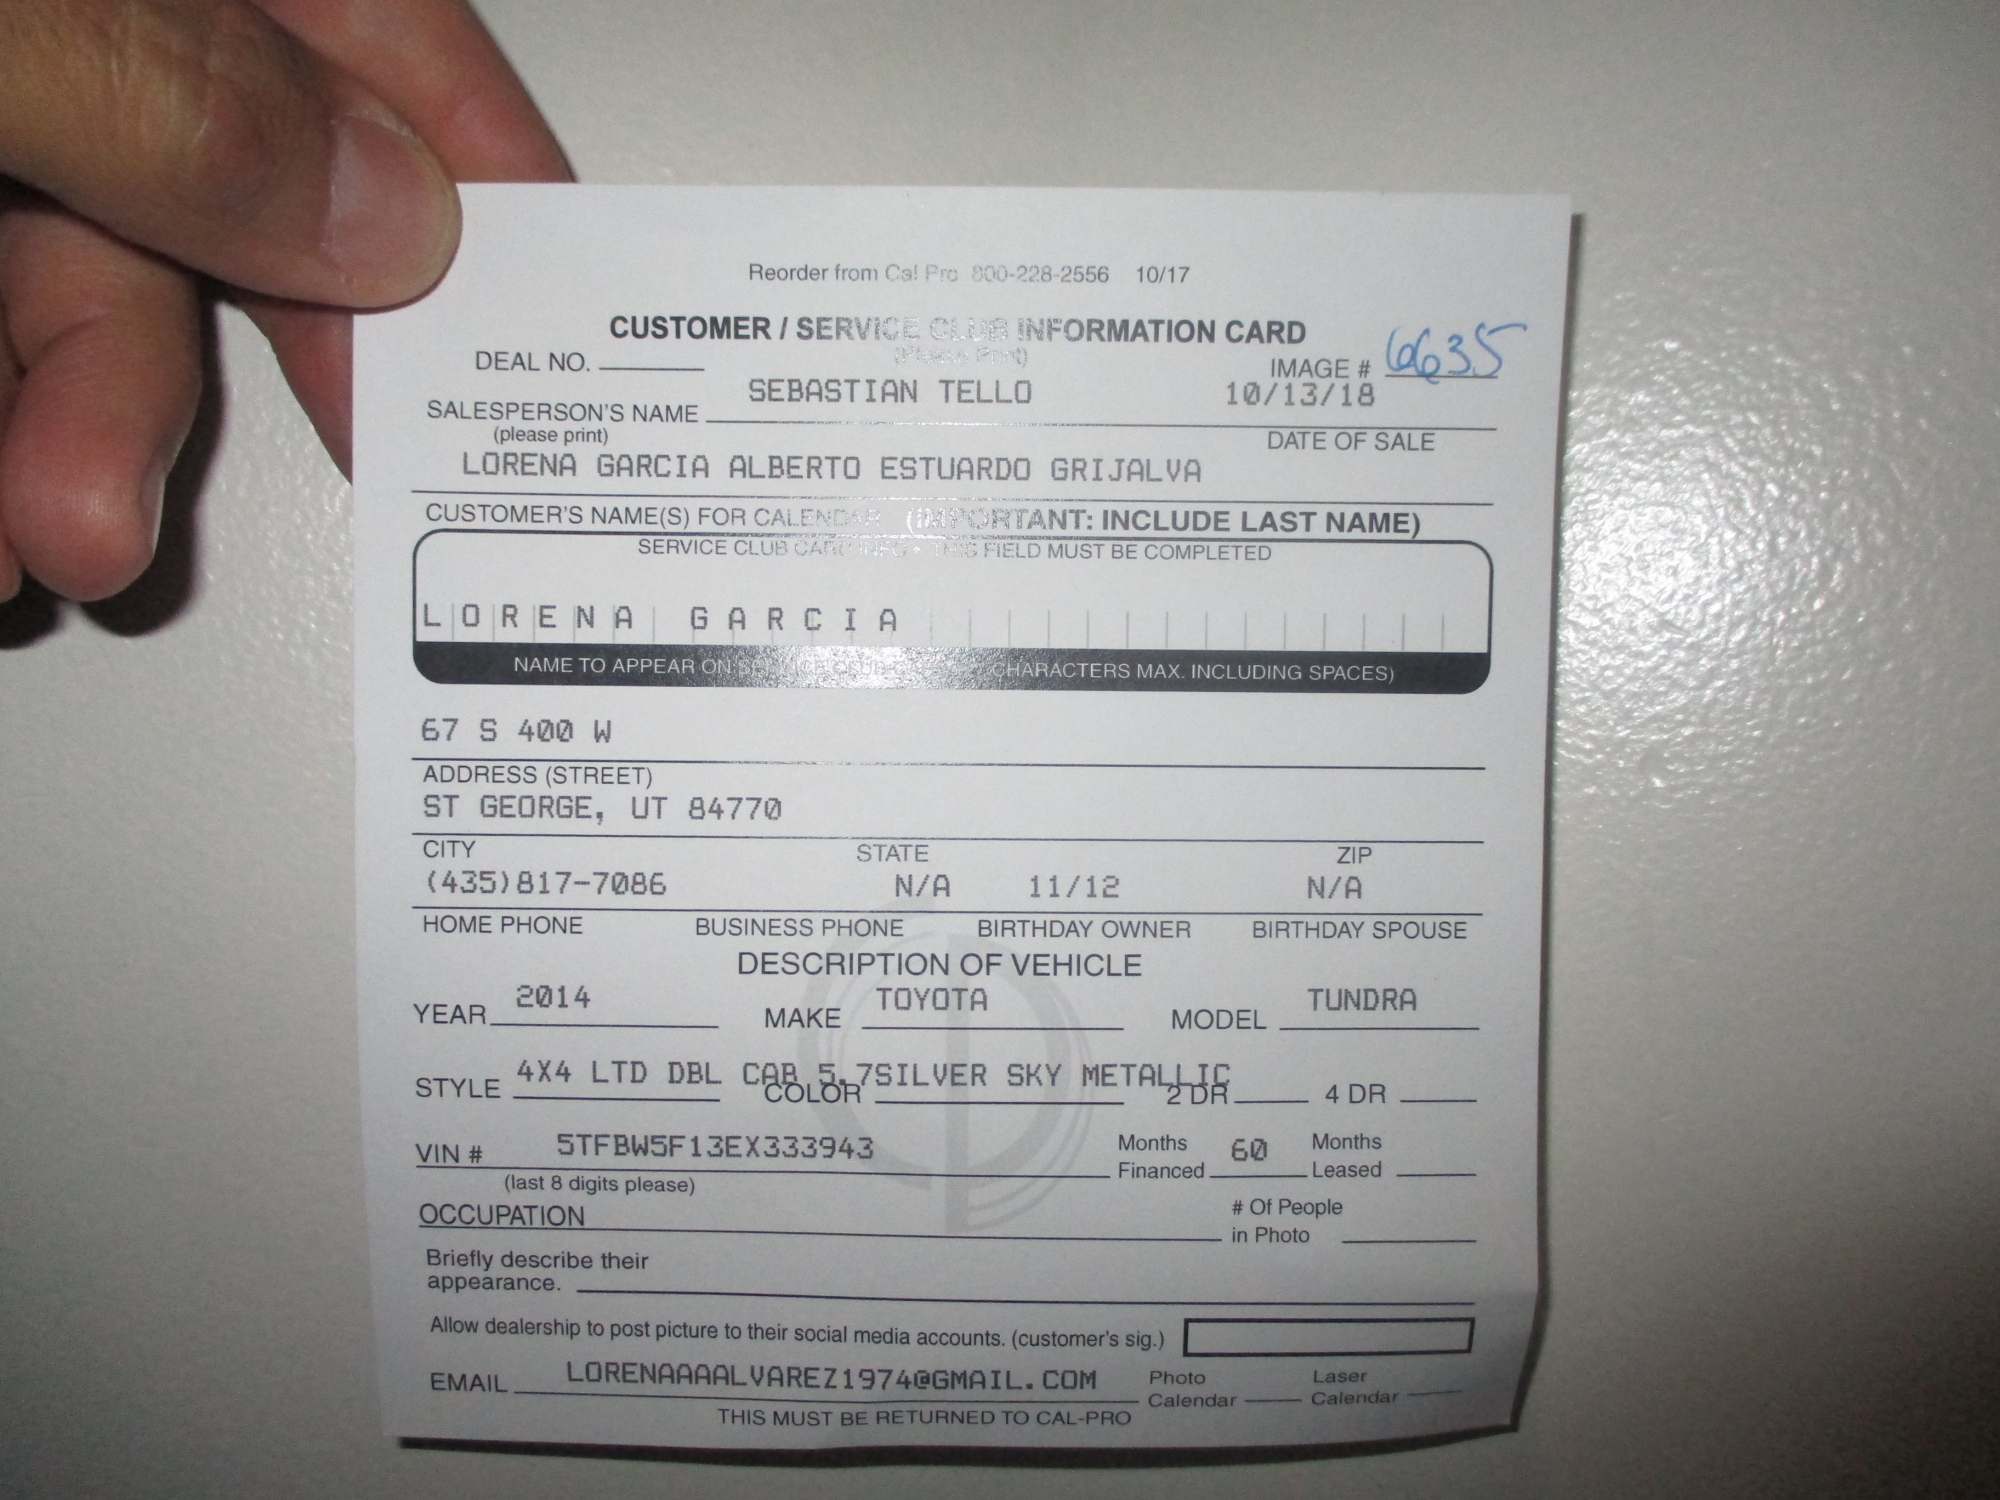 Reorder from Cal Pro 800-228-2556 10/17
CUSTOMER / SERVICE CLUB INFORMATION CARD
(Please Print)
DEAL NO. IMAGE # 6635
SEBASTIAN TELLO 10/13/18
SALESPERSON'S NAME
(please print) DATE OF SALE
LORENA GARCIA ALBERTO ESTUARDO GRIJALVA
CUSTOMER'S NAME(S) FOR CALENDAR (IMPORTANT: INCLUDE LAST NAME)
SERVICE CLUB CARD INFO - THIS FIELD MUST BE COMPLETED
LORENA GARCIA
NAME TO APPEAR ON SERVICE CLUB CHARACTERS MAX. INCLUDING SPACES)
67 S 400 W
ADDRESS (STREET)
ST GEORGE, UT 84770
CITY STATE ZIP
(435)817-7086 N/A 11/12 N/A
HOME PHONE BUSINESS PHONE BIRTHDAY OWNER BIRTHDAY SPOUSE
DESCRIPTION OF VEHICLE
YEAR 2014 MAKE TOYOTA MODEL TUNDRA
STYLE 4X4 LTD DBL CAB 5.7SILVER SKY METALLIC
COLOR 2 DR 4 DR
VIN # 5TFBW5F13EX333943 Months Financed 60 Months Leased
(last 8 digits please)
OCCUPATION # Of People in Photo
Briefly describe their
appearance.
Allow dealership to post picture to their social media accounts. (customer's sig.)
EMAIL LORENAAAALVAREZ1974@GMAIL.COM Photo Calendar Laser Calendar
THIS MUST BE RETURNED TO CAL-PRO